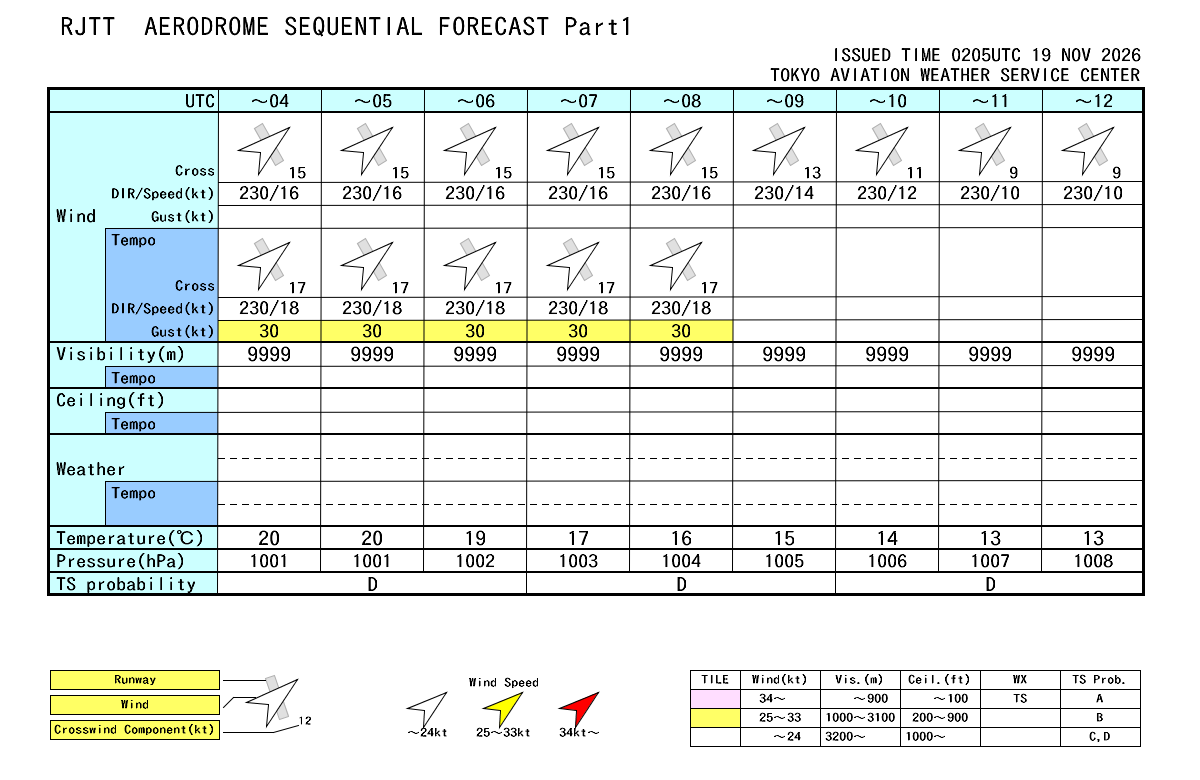 RJTT  AERODROME SEQUENTIAL FORECAST Part1
ISSUED TIME 0205UTC 19 NOV 2026
TOKYO AVIATION WEATHER SERVICE CENTER
UTC ～04 ～05 ～06 ～07 ～08 ～09 ～10 ～11 ～12
Cross 15 15 15 15 15 13 11 9 9
DIR/Speed(kt) 230/16 230/16 230/16 230/16 230/16 230/14 230/12 230/10 230/10
Wind Gust(kt)
Tempo
Cross 17 17 17 17 17
DIR/Speed(kt) 230/18 230/18 230/18 230/18 230/18
Gust(kt) 30 30 30 30 30
Visibility(m) 9999 9999 9999 9999 9999 9999 9999 9999 9999
Tempo
Ceiling(ft)
Tempo
Weather
Tempo
Temperature(℃) 20 20 19 17 16 15 14 13 13
Pressure(hPa) 1001 1001 1002 1003 1004 1005 1006 1007 1008
TS probability D D D
Runway
Wind
Crosswind Component(kt)
12
Wind Speed
～24kt 25～33kt 34kt～
TILE Wind(kt) Vis.(m) Ceil.(ft) WX TS Prob.
34～ ～900 ～100 TS A
25～33 1000～3100 200～900 B
～24 3200～ 1000～ C,D